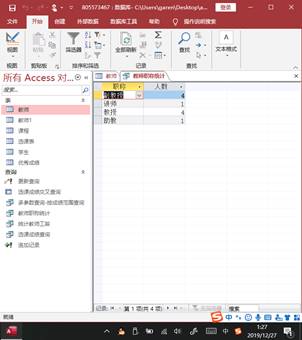 805573467 : 数据库- C:\Users\garen\Desktop\a...
登录
文件
开始
创建
外部数据
数据库工具
帮助
操作说明搜索
视图
粘贴
筛选器
全部刷新
查找
文本格式
视图
剪贴板
排序和筛选
记录
查找
所有 Access 对...
搜索...
表
教师
教师1
课程
选课表
学生
优秀成绩
查询
更新查询
选课成绩交叉查询
多参数查询-按成绩范围查询
教师职称统计
统计教师工龄
选课成绩查询
追加记录
教师
教师职称统计
职称
人数
副教授
4
讲师
1
教授
4
助教
1
记录:
第 1 项(共 4 项)
无筛选器
搜索
就绪
中
1:27
2019/12/27